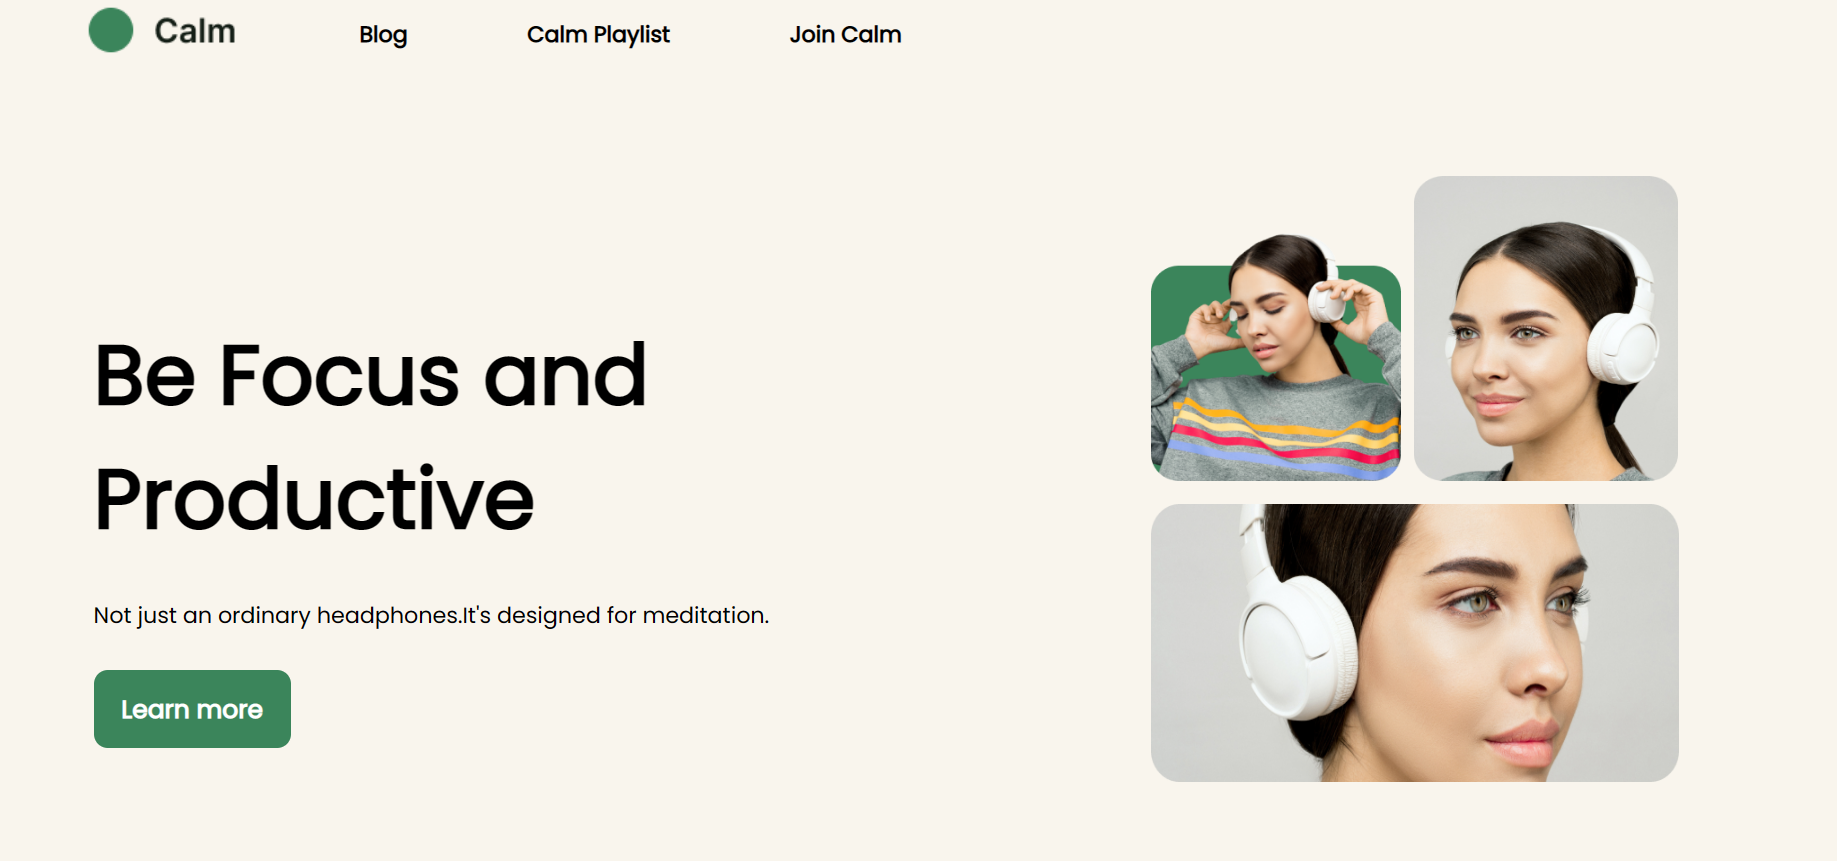 Calm
Blog
Calm Playlist
Join Calm
Be Focus and
Productive
Not just an ordinary headphones.It's designed for meditation.
Learn more